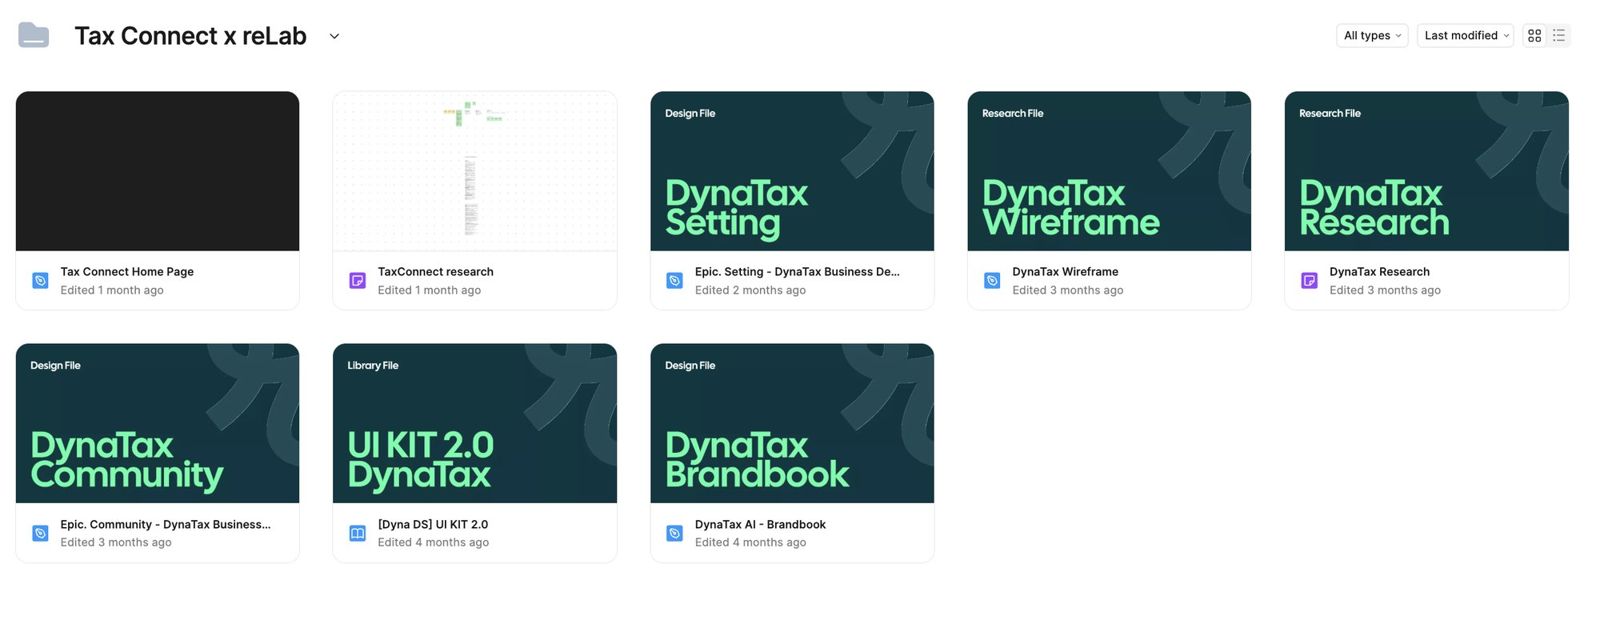 Tax Connect x reLab
All types
Last modified
Tax Connect Home Page
Edited 1 month ago
TaxConnect research
Edited 1 month ago
Design File
DynaTax
Setting
Epic. Setting - DynaTax Business De...
Edited 2 months ago
Research File
DynaTax
Wireframe
DynaTax Wireframe
Edited 3 months ago
Research File
DynaTax
Research
DynaTax Research
Edited 3 months ago
Design File
DynaTax
Community
Epic. Community - DynaTax Business...
Edited 3 months ago
Library File
UI KIT 2.0
DynaTax
[Dyna DS] UI KIT 2.0
Edited 4 months ago
Design File
DynaTax
Brandbook
DynaTax AI - Brandbook
Edited 4 months ago